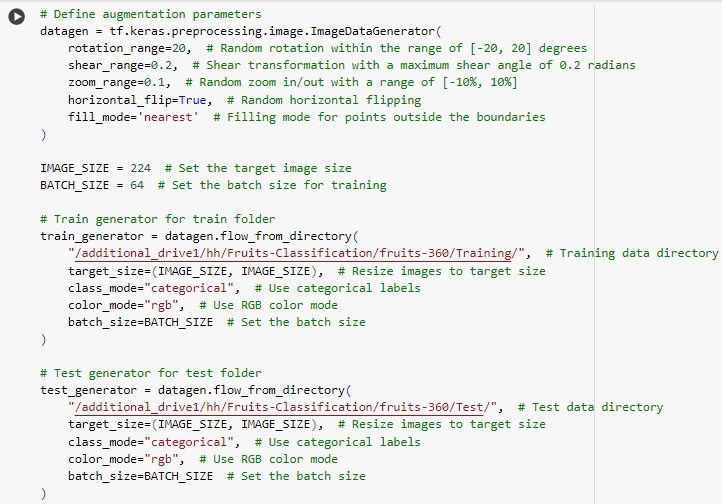 # Define augmentation parameters
datagen = tf.keras.preprocessing.image.ImageDataGenerator(
    rotation_range=20,  # Random rotation within the range of [-20, 20] degrees
    shear_range=0.2,  # Shear transformation with a maximum shear angle of 0.2 radians
    zoom_range=0.1,  # Random zoom in/out with a range of [-10%, 10%]
    horizontal_flip=True,  # Random horizontal flipping
    fill_mode='nearest'  # Filling mode for points outside the boundaries
)

IMAGE_SIZE = 224  # Set the target image size
BATCH_SIZE = 64  # Set the batch size for training

# Train generator for train folder
train_generator = datagen.flow_from_directory(
    "/additional_drive1/hh/Fruits-Classification/fruits-360/Training/",  # Training data directory
    target_size=(IMAGE_SIZE, IMAGE_SIZE),  # Resize images to target size
    class_mode="categorical",  # Use categorical labels
    color_mode="rgb",  # Use RGB color mode
    batch_size=BATCH_SIZE  # Set the batch size
)

# Test generator for test folder
test_generator = datagen.flow_from_directory(
    "/additional_drive1/hh/Fruits-Classification/fruits-360/Test/",  # Test data directory
    target_size=(IMAGE_SIZE, IMAGE_SIZE),  # Resize images to target size
    class_mode="categorical",  # Use categorical labels
    color_mode="rgb",  # Use RGB color mode
    batch_size=BATCH_SIZE  # Set the batch size
)